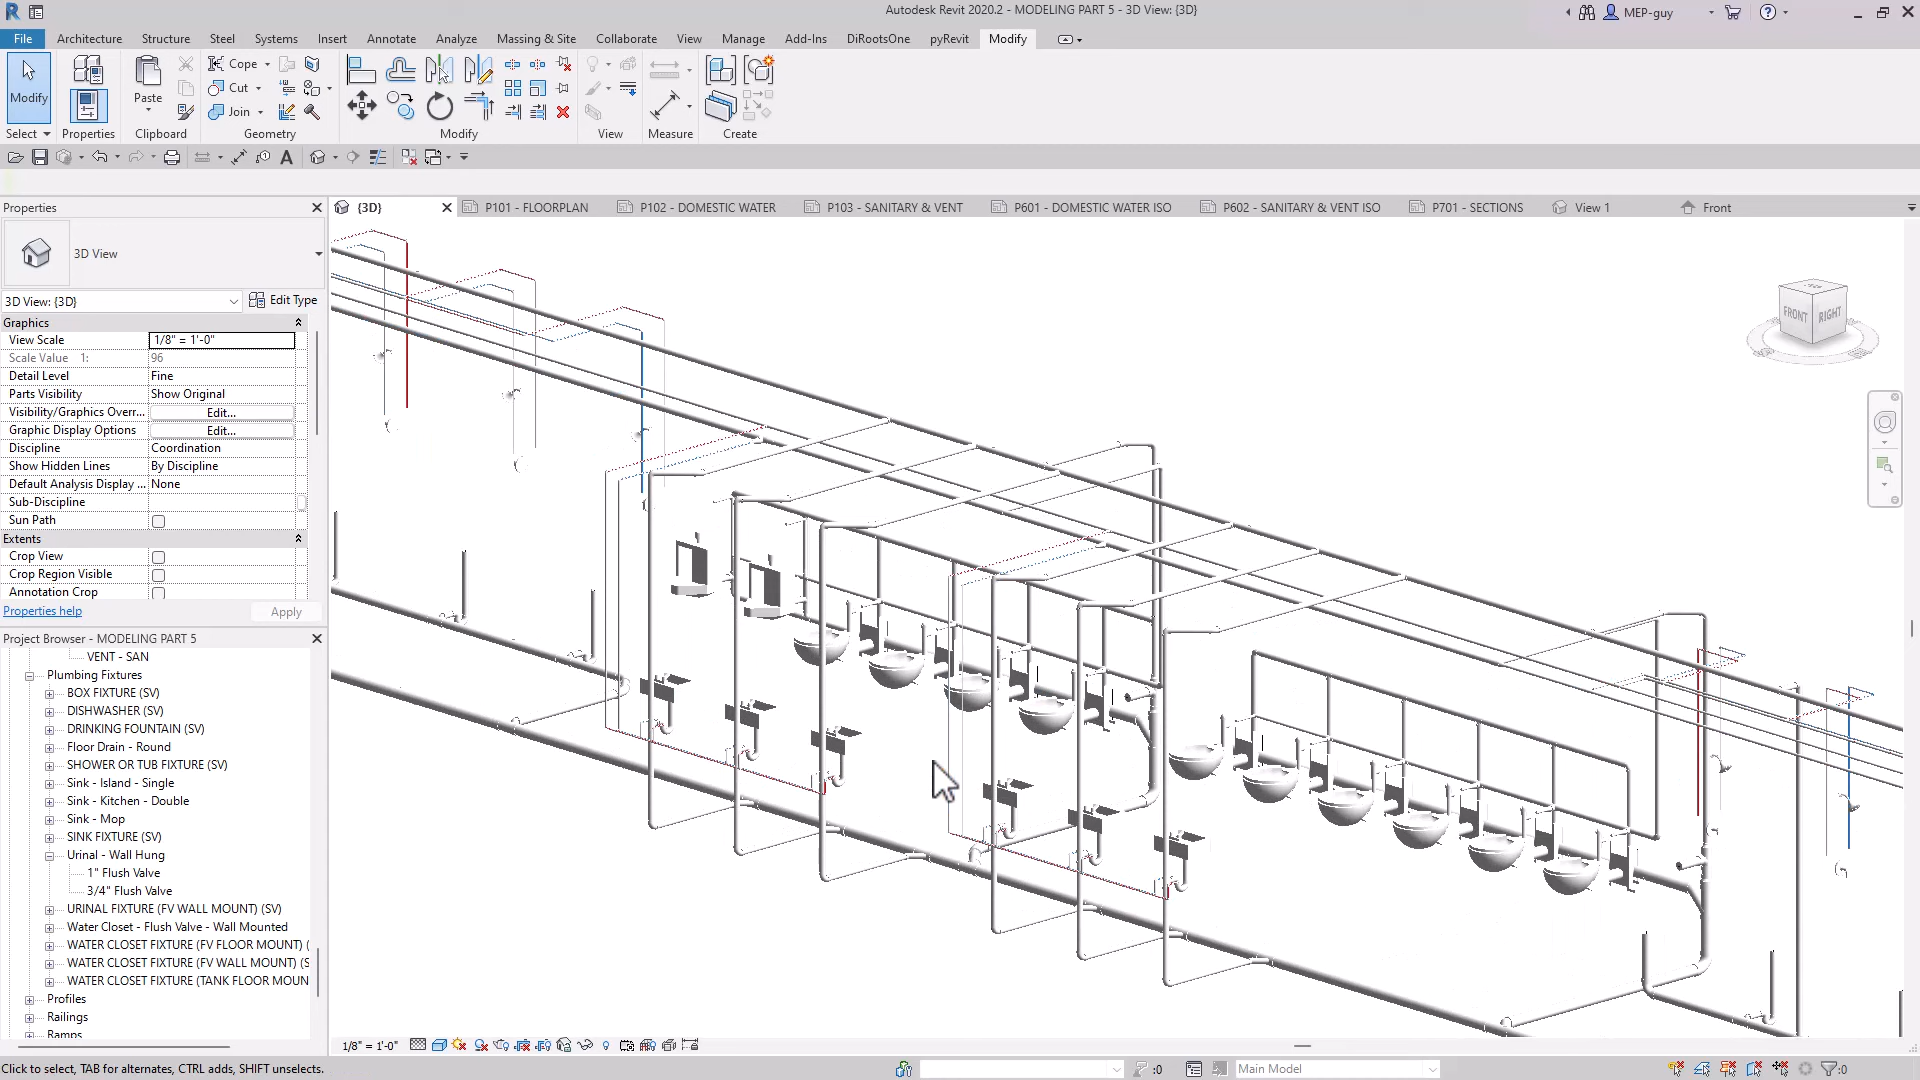 Autodesk Revit 2020.2 - MODELING PART 5 - 3D View: {3D}
MEP-guy
File Architecture Structure Steel Systems Insert Annotate Analyze Massing & Site Collaborate View Manage Add-Ins DiRootsOne pyRevit Modify
Modify
Paste
Cope
Cut
Join
Select Properties Clipboard Geometry Modify View Measure Create
Properties
{3D} P101 - FLOORPLAN P102 - DOMESTIC WATER P103 - SANITARY & VENT P601 - DOMESTIC WATER ISO P602 - SANITARY & VENT ISO P701 - SECTIONS View 1 Front
3D View
3D View: {3D} Edit Type
Graphics
View Scale 1/8" = 1'-0"
Scale Value 1: 96
Detail Level Fine
Parts Visibility Show Original
Visibility/Graphics Overr... Edit...
Graphic Display Options Edit...
Discipline Coordination
Show Hidden Lines By Discipline
Default Analysis Display ... None
Sub-Discipline
Sun Path
Extents
Crop View
Crop Region Visible
Annotation Crop
Properties help Apply
Project Browser - MODELING PART 5
VENT - SAN
Plumbing Fixtures
BOX FIXTURE (SV)
DISHWASHER (SV)
DRINKING FOUNTAIN (SV)
Floor Drain - Round
SHOWER OR TUB FIXTURE (SV)
Sink - Island - Single
Sink - Kitchen - Double
Sink - Mop
SINK FIXTURE (SV)
Urinal - Wall Hung
1" Flush Valve
3/4" Flush Valve
URINAL FIXTURE (FV WALL MOUNT) (SV)
Water Closet - Flush Valve - Wall Mounted
WATER CLOSET FIXTURE (FV FLOOR MOUNT) (
WATER CLOSET FIXTURE (FV WALL MOUNT) (S
WATER CLOSET FIXTURE (TANK FLOOR MOUN
Profiles
Railings
Ramps
FRONT RIGHT
1/8" = 1'-0"
Click to select, TAB for alternates, CTRL adds, SHIFT unselects.
:0
Main Model
:0